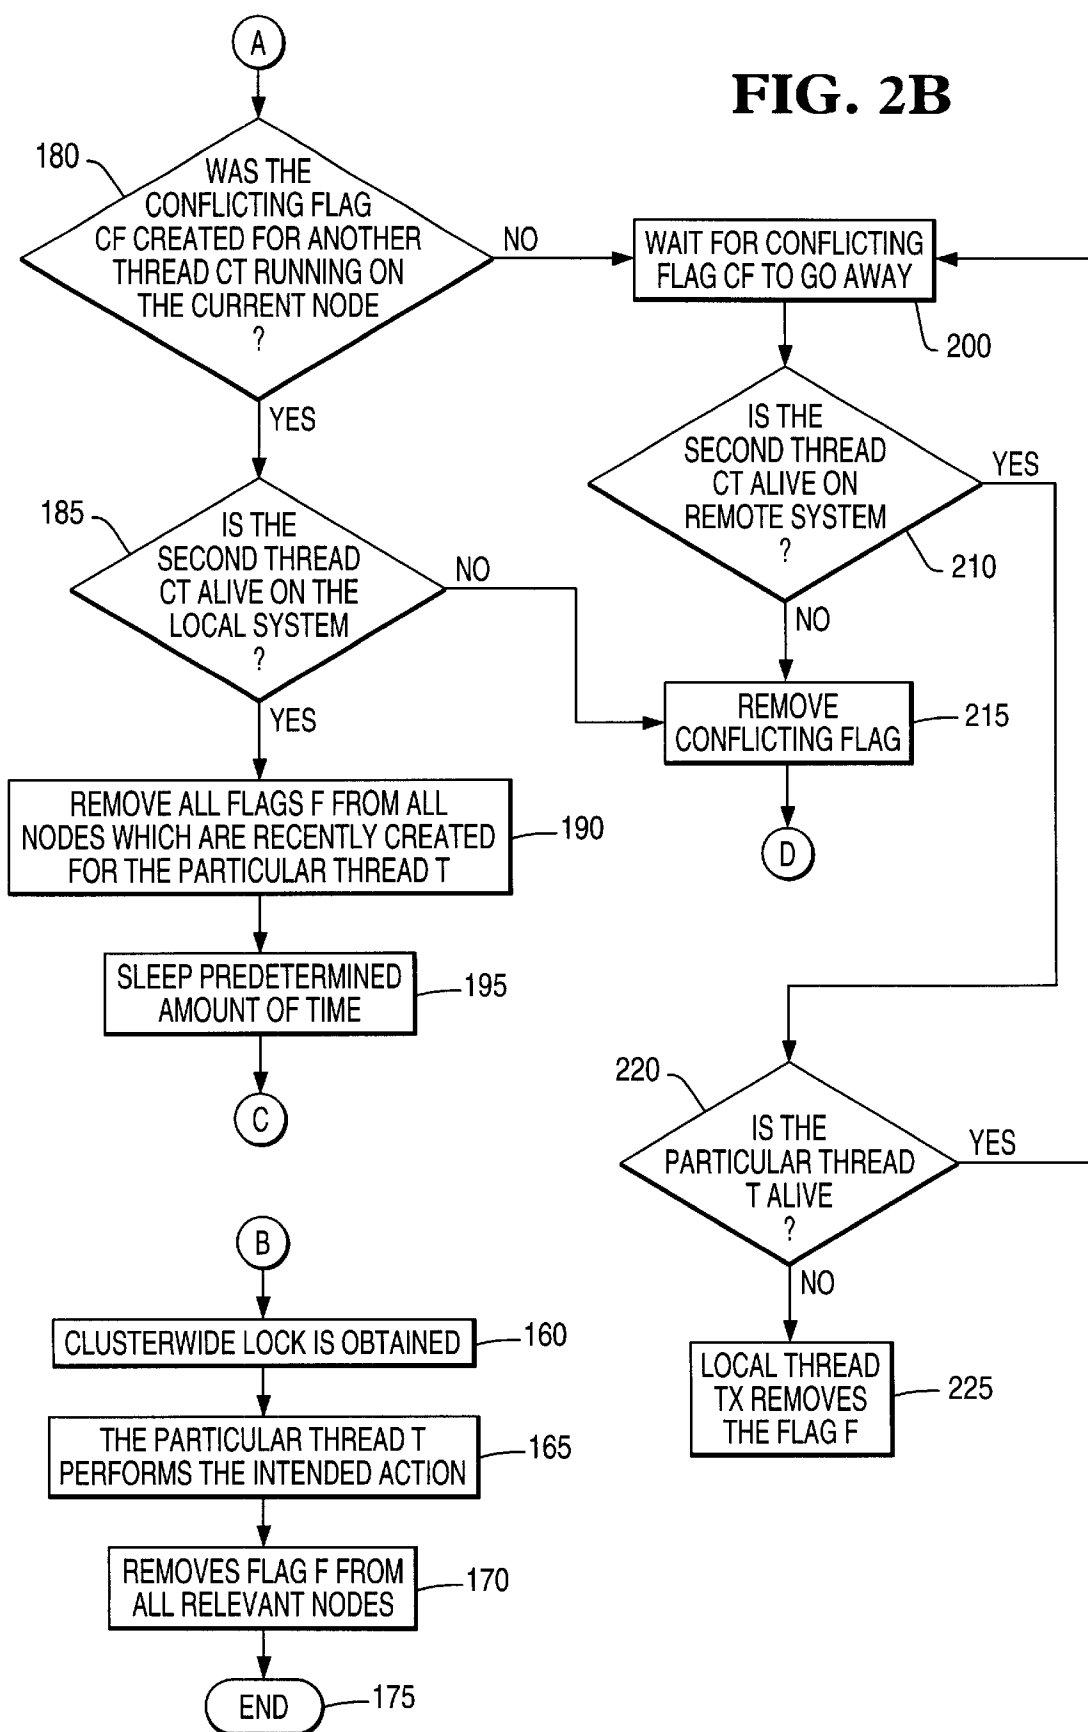 A
FIG. 2B
180
WAS THE
CONFLICTING FLAG
CF CREATED FOR ANOTHER
THREAD CT RUNNING ON
THE CURRENT NODE
?
NO
YES
WAIT FOR CONFLICTING
FLAG CF TO GO AWAY
200
IS THE
SECOND THREAD
CT ALIVE ON
REMOTE SYSTEM
?
YES
210
NO
185
IS THE
SECOND THREAD
CT ALIVE ON THE
LOCAL SYSTEM
?
NO
YES
REMOVE
CONFLICTING FLAG
215
D
REMOVE ALL FLAGS F FROM ALL
NODES WHICH ARE RECENTLY CREATED
FOR THE PARTICULAR THREAD T
190
SLEEP PREDETERMINED
AMOUNT OF TIME
195
C
220
IS THE
PARTICULAR THREAD
T ALIVE
?
YES
NO
LOCAL THREAD
TX REMOVES
THE FLAG F
225
B
CLUSTERWIDE LOCK IS OBTAINED
160
THE PARTICULAR THREAD T
PERFORMS THE INTENDED ACTION
165
REMOVES FLAG F FROM
ALL RELEVANT NODES
170
END
175